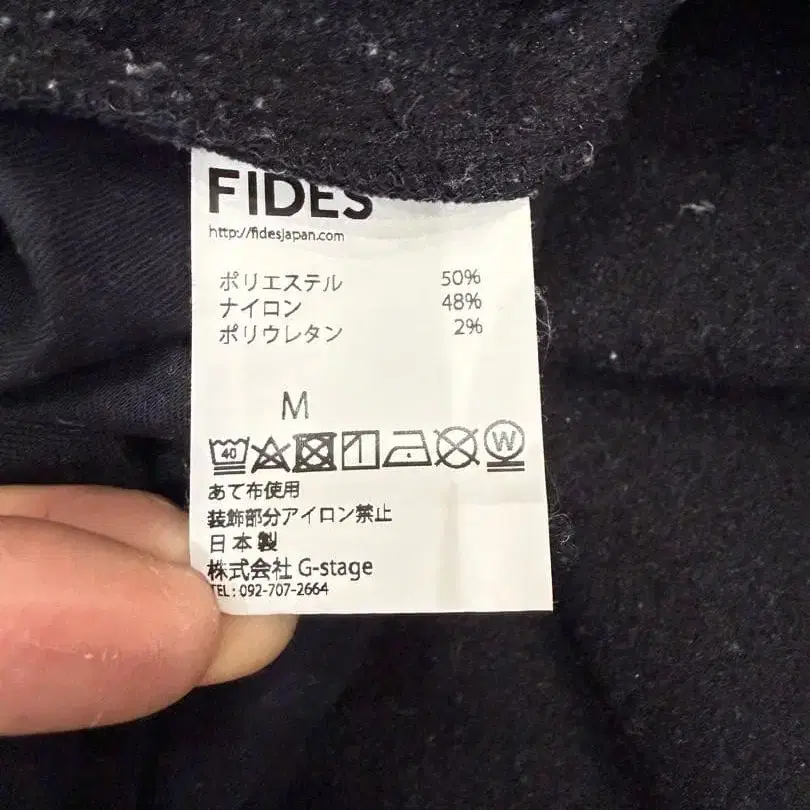 FIDES
http://fidesjapan.com
ポリエステル 50%
ナイロン 48%
ポリウレタン 2%
M
40 W
あて布使用
装飾部分アイロン禁止
日本製
株式会社 G-stage
TEL : 092-707-2664